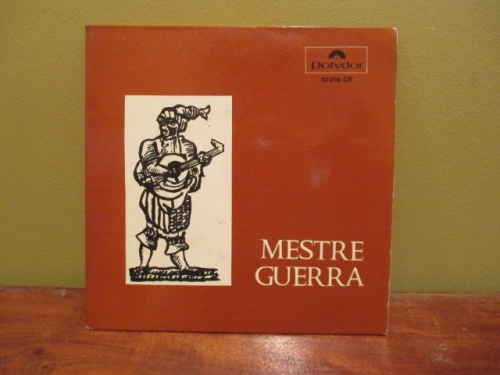 Polydor
10 016 CR
MESTRE
GUERRA